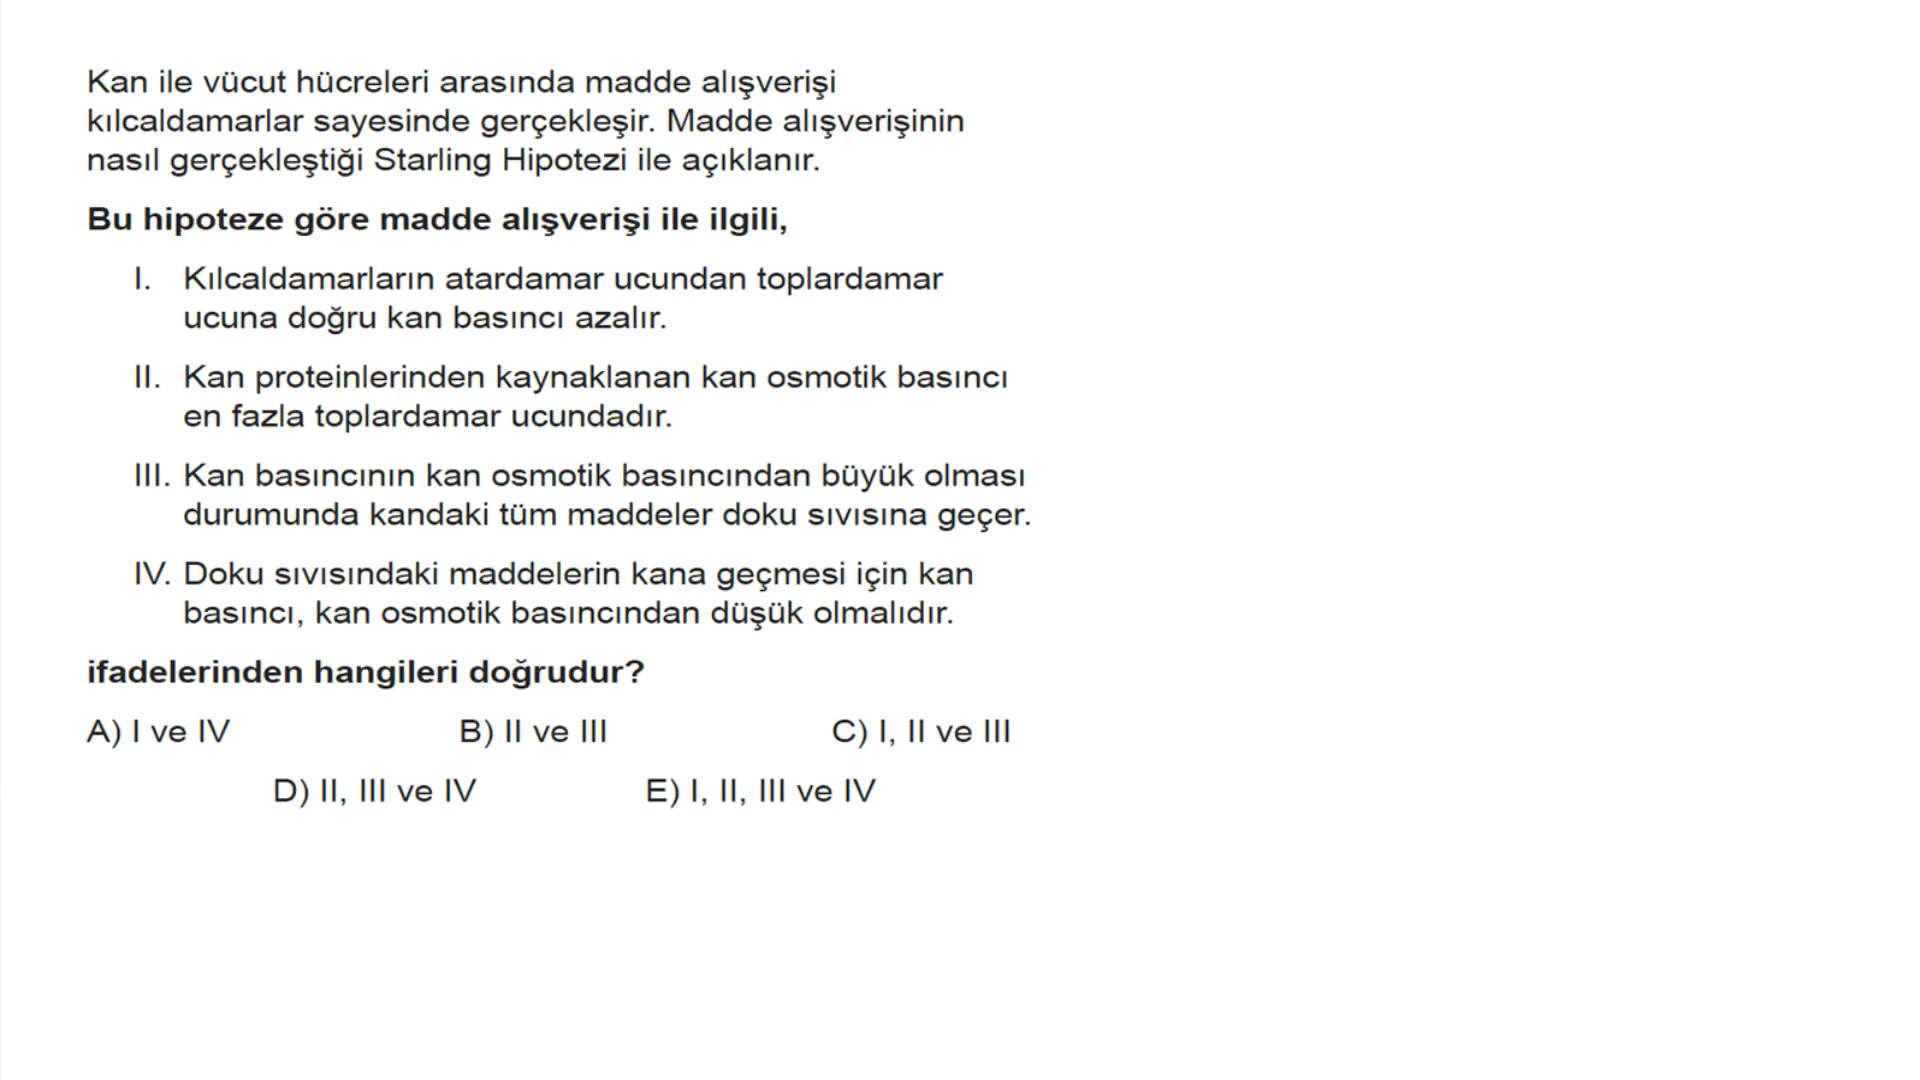 Kan ile vücut hücreleri arasında madde alışverişi
kılcaldamarlar sayesinde gerçekleşir. Madde alışverişinin
nasıl gerçekleştiği Starling Hipotezi ile açıklanır.
Bu hipoteze göre madde alışverişi ile ilgili,
I. Kılcaldamarların atardamar ucundan toplardamar
ucuna doğru kan basıncı azalır.
II. Kan proteinlerinden kaynaklanan kan osmotik basıncı
en fazla toplardamar ucundadır.
III. Kan basıncının kan osmotik basıncından büyük olması
durumunda kandaki tüm maddeler doku sıvısına geçer.
IV. Doku sıvısındaki maddelerin kana geçmesi için kan
basıncı, kan osmotik basıncından düşük olmalıdır.
ifadelerinden hangileri doğrudur?
A) I ve IV B) II ve III C) I, II ve III
D) II, III ve IV E) I, II, III ve IV